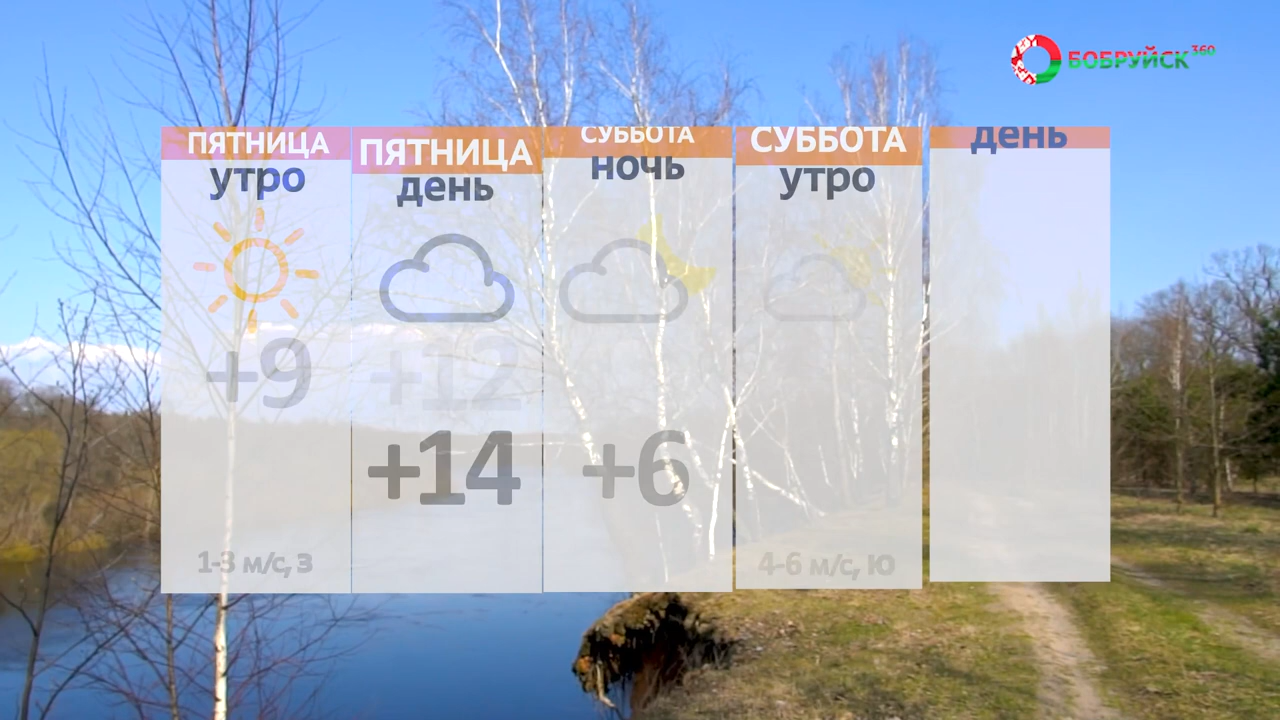 БОБРУЙСК360
ПЯТНИЦА
утро
+9
1-3 м/с, З
ПЯТНИЦА
день
+12
+14
СУББОТА
ночь
+6
СУББОТА
утро
4-6 м/с, Ю
день